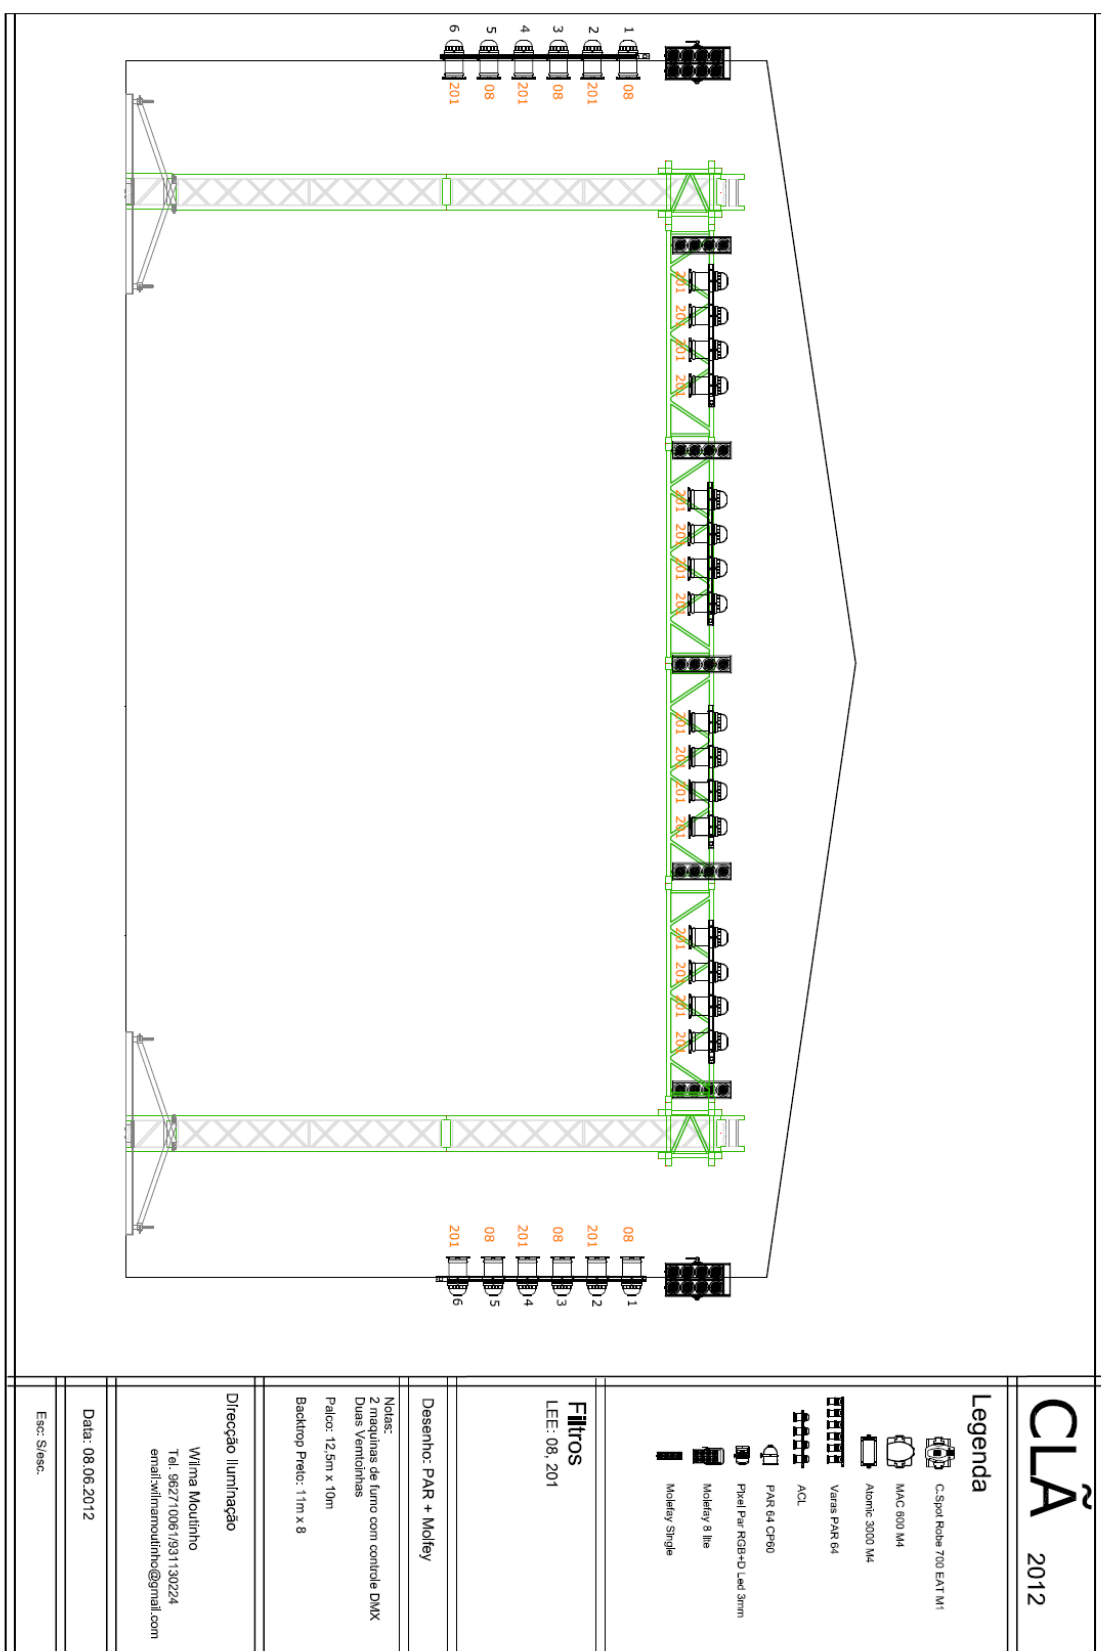 201 201 201 201 201 201 201 201 201 201 201 201 201 201 201 201
1 08
2 201
3 08
4 201
5 08
6 201
08 1
201 2
08 3
201 4
08 5
201 6
CLÃ 2012
Legenda
C.Spot Robe 700 EAT M1
MAC 600 M4
Atomic 3000 M4
Varas PAR 64
ACL
PAR 64 CP60
Pixel Par RGB+D Led 3mm
Molefay 8 lite
Molefay Single
Filtros
LEE: 08, 201
Desenho: PAR + Molfey
Notas:
2 maquinas de fumo com controle DMX
Duas Vemtoinhas
Palco: 12,5m x 10m
Backtrop Preto: 11m x 8
Direcção Iluminação
Wilma Moutinho
Tel. 962710061/931130224
email:wilmamoutinho@gmail.com
Data: 08.06.2012
Esc: S/esc.